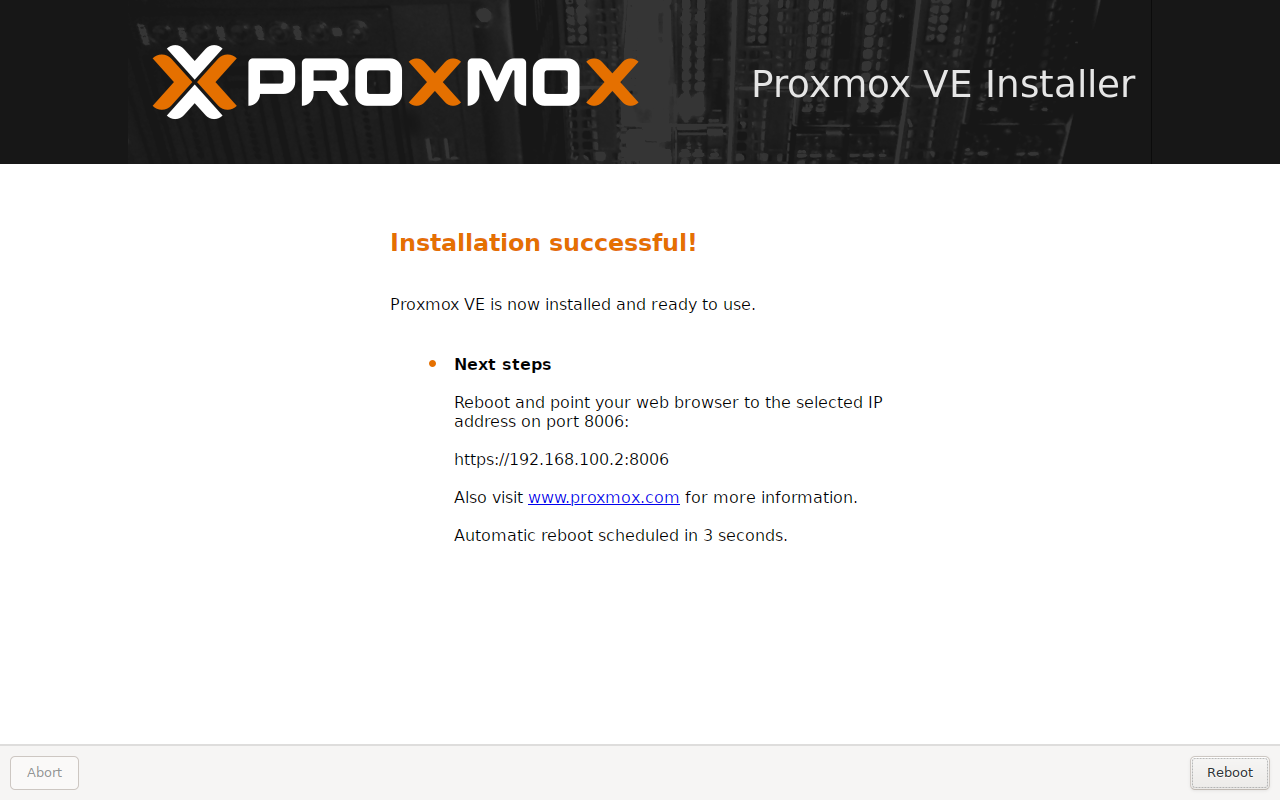 PROXMOX
Proxmox VE Installer
Installation successful!
Proxmox VE is now installed and ready to use.
Next steps
Reboot and point your web browser to the selected IP
address on port 8006:
https://192.168.100.2:8006
Also visit www.proxmox.com for more information.
Automatic reboot scheduled in 3 seconds.
Abort
Reboot